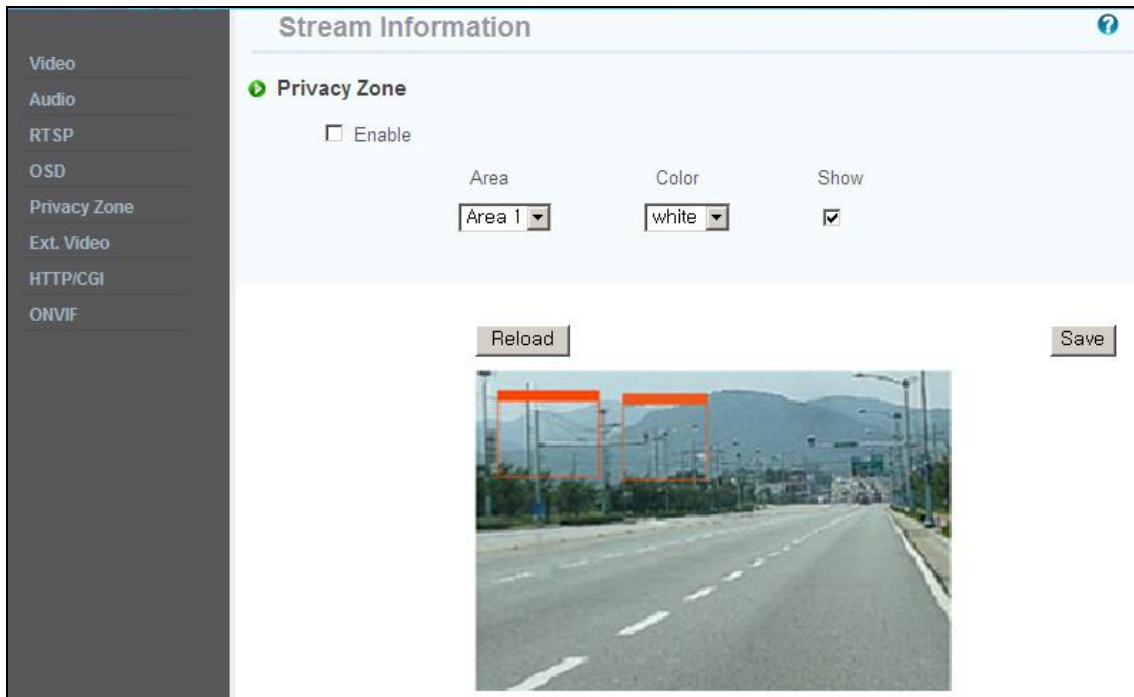 Stream Information
?
Video
Audio
RTSP
OSD
Privacy Zone
Ext. Video
HTTP/CGI
ONVIF
Privacy Zone
Enable
Area Color Show
Area 1 white
Reload Save